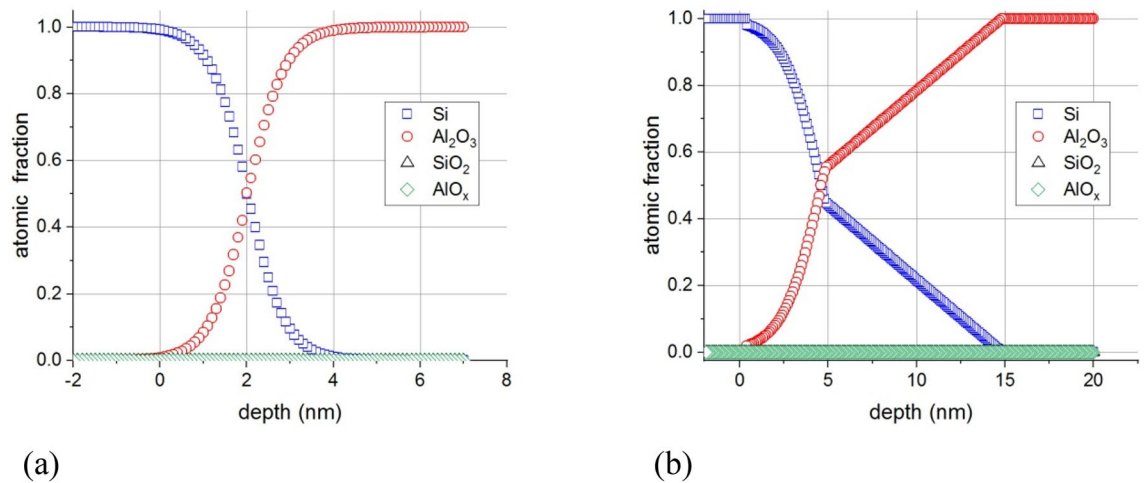 1.0
0.8
0.6
0.4
0.2
0.0
atomic fraction
-2 0 2 4 6 8
depth (nm)
Si
Al₂O₃
SiO₂
AlOₓ
(a)
1.0
0.8
0.6
0.4
0.2
0.0
atomic fraction
0 5 10 15 20
depth (nm)
Si
Al₂O₃
SiO₂
AlOₓ
(b)